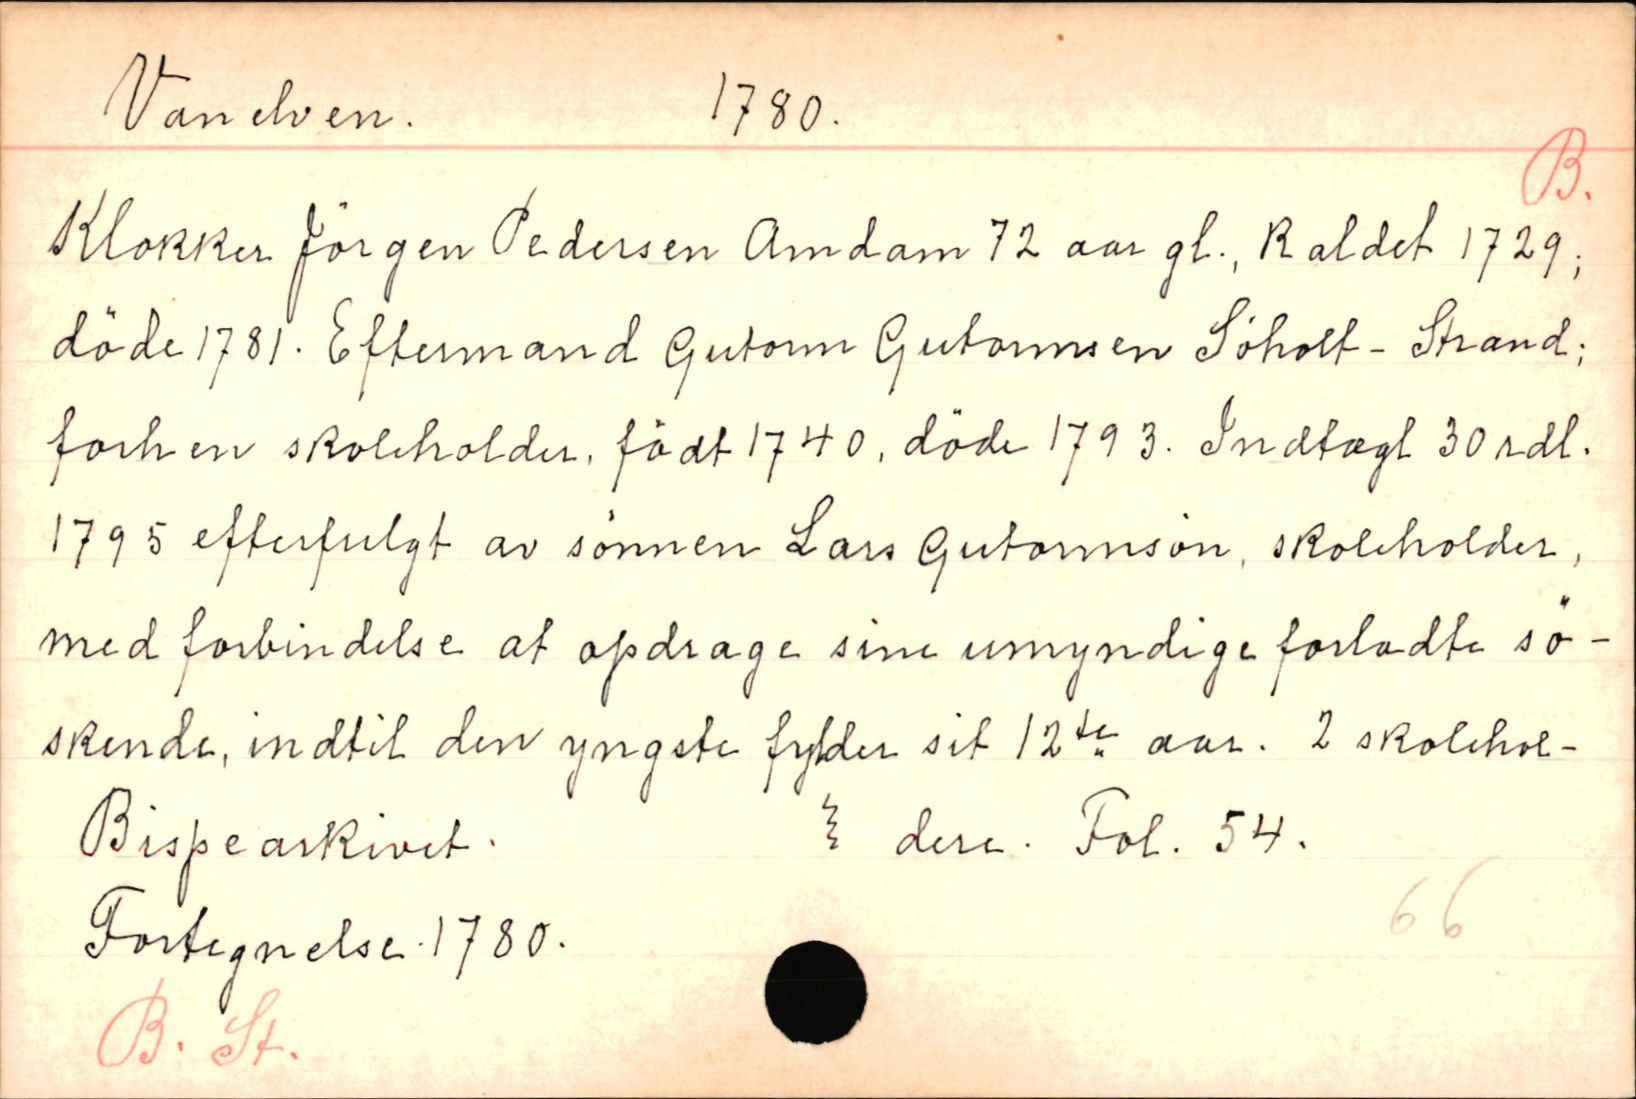 Vanelven. 1780.
B.
Klokker Jörgen Pedersen Amdam 72 aar gl., Kaldet 1729;
döde 1781. Eftermand Gutorm Gutormsen Söholt - Strand;
forhen skoleholder, födt 1740, döde 1793. Indtægt 30 rdl.
1795 efterfulgt av sönnen Lars Gutormsön, skoleholder,
med forbindelse at opdrage sine umyndige forladte sö-
skende, indtil den yngste fylder sit 12te aar. 2 skolehol-
Bispearkivet. dere. Fol. 54.
Fortegnelse 1780.
66
B. St.